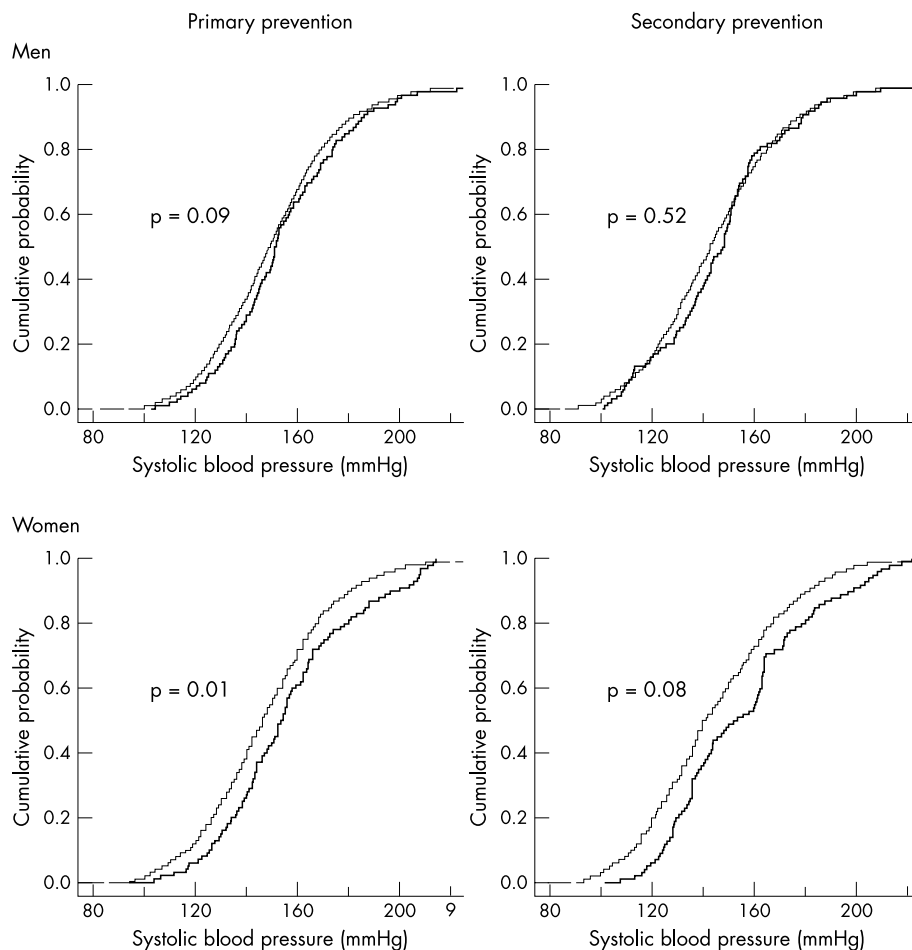 Primary prevention
Secondary prevention
Men
1.0
0.8
0.6
0.4
0.2
0.0
Cumulative probability
p = 0.09
80 120 160 200
Systolic blood pressure (mmHg)
1.0
0.8
0.6
0.4
0.2
0.0
Cumulative probability
p = 0.52
80 120 160 200
Systolic blood pressure (mmHg)
Women
1.0
0.8
0.6
0.4
0.2
0.0
Cumulative probability
p = 0.01
80 120 160 200 9
Systolic blood pressure (mmHg)
1.0
0.8
0.6
0.4
0.2
0.0
Cumulative probability
p = 0.08
80 120 160 200
Systolic blood pressure (mmHg)